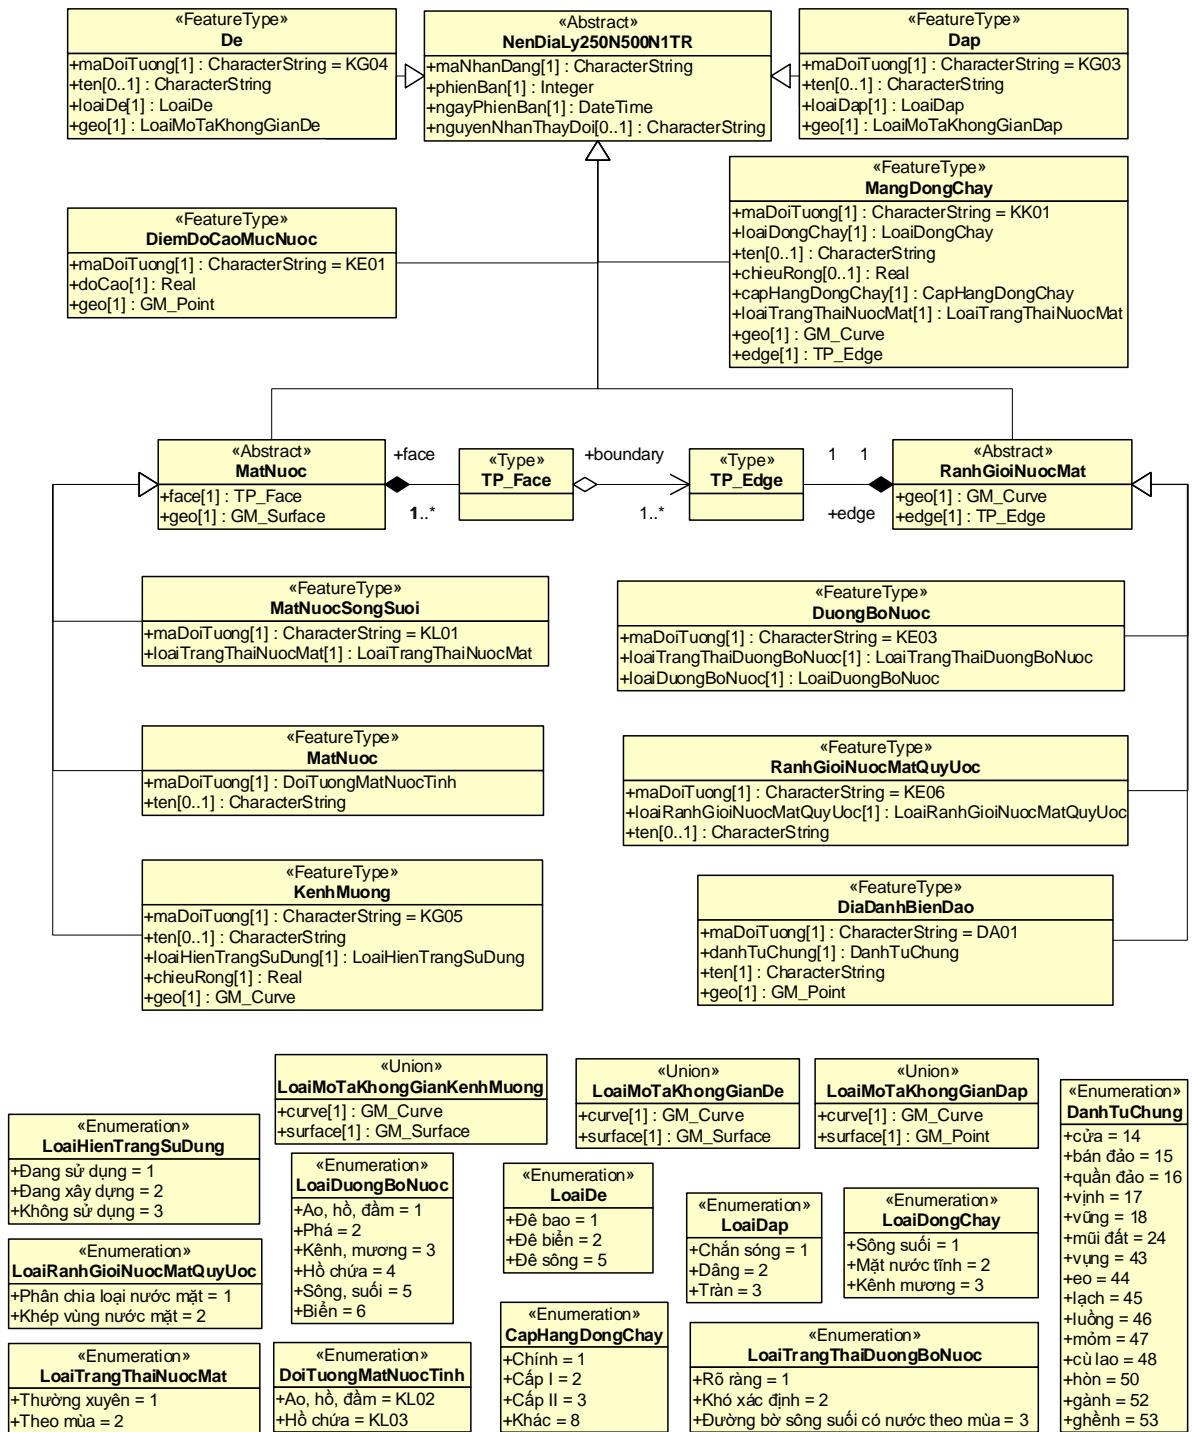 «FeatureType»
De
+maDoiTuong[1] : CharacterString = KG04
+ten[0..1] : CharacterString
+loaiDe[1] : LoaiDe
+geo[1] : LoaiMoTaKhongGianDe
«Abstract»
NenDiaLy250N500N1TR
+maNhanDang[1] : CharacterString
+phienBan[1] : Integer
+ngayPhienBan[1] : DateTime
+nguyenNhanThayDoi[0..1] : CharacterString
«FeatureType»
Dap
+maDoiTuong[1] : CharacterString = KG03
+ten[0..1] : CharacterString
+loaiDap[1] : LoaiDap
+geo[1] : LoaiMoTaKhongGianDap
«FeatureType»
DiemDoCaoMucNuoc
+maDoiTuong[1] : CharacterString = KE01
+doCao[1] : Real
+geo[1] : GM_Point
«FeatureType»
MangDongChay
+maDoiTuong[1] : CharacterString = KK01
+loaiDongChay[1] : LoaiDongChay
+ten[0..1] : CharacterString
+chieuRong[0..1] : Real
+capHangDongChay[1] : CapHangDongChay
+loaiTrangThaiNuocMat[1] : LoaiTrangThaiNuocMat
+geo[1] : GM_Curve
+edge[1] : TP_Edge
«Abstract»
MatNuoc
+face[1] : TP_Face
+geo[1] : GM_Surface
+face
1..*
«Type»
TP_Face
+boundary
1..*
«Type»
TP_Edge
1 1
+edge
«Abstract»
RanhGioiNuocMat
+geo[1] : GM_Curve
+edge[1] : TP_Edge
«FeatureType»
MatNuocSongSuoi
+maDoiTuong[1] : CharacterString = KL01
+loaiTrangThaiNuocMat[1] : LoaiTrangThaiNuocMat
«FeatureType»
DuongBoNuoc
+maDoiTuong[1] : CharacterString = KE03
+loaiTrangThaiDuongBoNuoc[1] : LoaiTrangThaiDuongBoNuoc
+loaiDuongBoNuoc[1] : LoaiDuongBoNuoc
«FeatureType»
MatNuoc
+maDoiTuong[1] : DoiTuongMatNuocTinh
+ten[0..1] : CharacterString
«FeatureType»
RanhGioiNuocMatQuyUoc
+maDoiTuong[1] : CharacterString = KE06
+loaiRanhGioiNuocMatQuyUoc[1] : LoaiRanhGioiNuocMatQuyUoc
+ten[0..1] : CharacterString
«FeatureType»
KenhMuong
+maDoiTuong[1] : CharacterString = KG05
+ten[0..1] : CharacterString
+loaiHienTrangSuDung[1] : LoaiHienTrangSuDung
+chieuRong[1] : Real
+geo[1] : GM_Curve
«FeatureType»
DiaDanhBienDao
+maDoiTuong[1] : CharacterString = DA01
+danhTuChung[1] : DanhTuChung
+ten[1] : CharacterString
+geo[1] : GM_Point
«Union»
LoaiMoTaKhongGianKenhMuong
+curve[1] : GM_Curve
+surface[1] : GM_Surface
«Union»
LoaiMoTaKhongGianDe
+curve[1] : GM_Curve
+surface[1] : GM_Surface
«Union»
LoaiMoTaKhongGianDap
+curve[1] : GM_Curve
+surface[1] : GM_Point
«Enumeration»
DanhTuChung
+cửa = 14
+bán đảo = 15
+quần đảo = 16
+vịnh = 17
+vũng = 18
+mũi đất = 24
+vụng = 43
+eo = 44
+lạch = 45
+luồng = 46
+mỏm = 47
+cù lao = 48
+hòn = 50
+gành = 52
+ghềnh = 53
«Enumeration»
LoaiHienTrangSuDung
+Đang sử dụng = 1
+Đang xây dựng = 2
+Không sử dụng = 3
«Enumeration»
LoaiDuongBoNuoc
+Ao, hồ, đầm = 1
+Phá = 2
+Kênh, mương = 3
+Hồ chứa = 4
+Sông, suối = 5
+Biển = 6
«Enumeration»
LoaiDe
+Đê bao = 1
+Đê biển = 2
+Đê sông = 5
«Enumeration»
LoaiDap
+Chắn sóng = 1
+Dâng = 2
+Tràn = 3
«Enumeration»
LoaiDongChay
+Sông suối = 1
+Mặt nước tĩnh = 2
+Kênh mương = 3
«Enumeration»
LoaiRanhGioiNuocMatQuyUoc
+Phân chia loại nước mặt = 1
+Khép vùng nước mặt = 2
«Enumeration»
LoaiTrangThaiNuocMat
+Thường xuyên = 1
+Theo mùa = 2
«Enumeration»
DoiTuongMatNuocTinh
+Ao, hồ, đầm = KL02
+Hồ chứa = KL03
«Enumeration»
CapHangDongChay
+Chính = 1
+Cấp I = 2
+Cấp II = 3
+Khác = 8
«Enumeration»
LoaiTrangThaiDuongBoNuoc
+Rõ ràng = 1
+Khó xác định = 2
+Đường bờ sông suối có nước theo mùa = 3